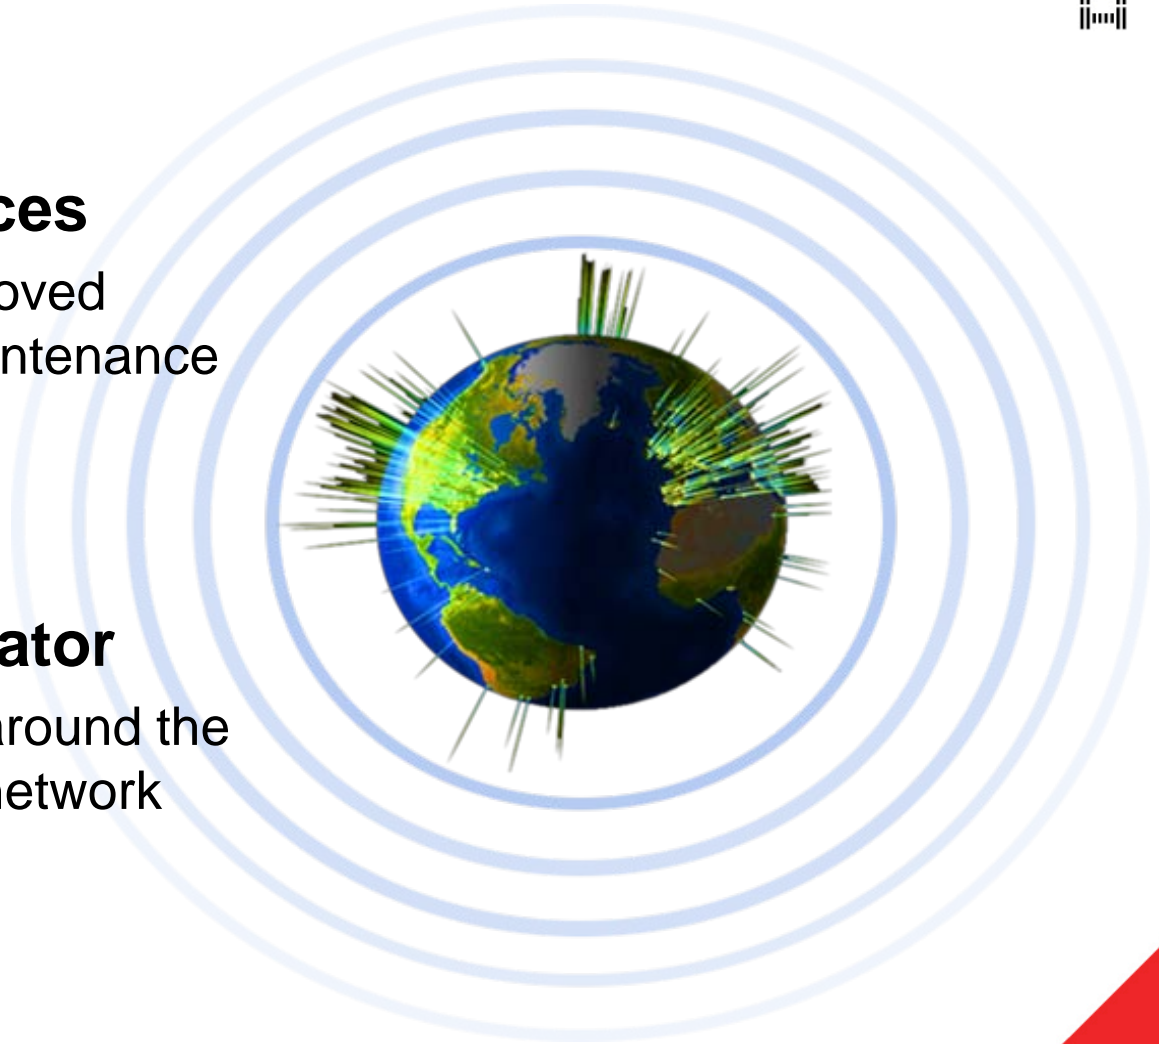 ces
oved
ntenance
ator
around the
network